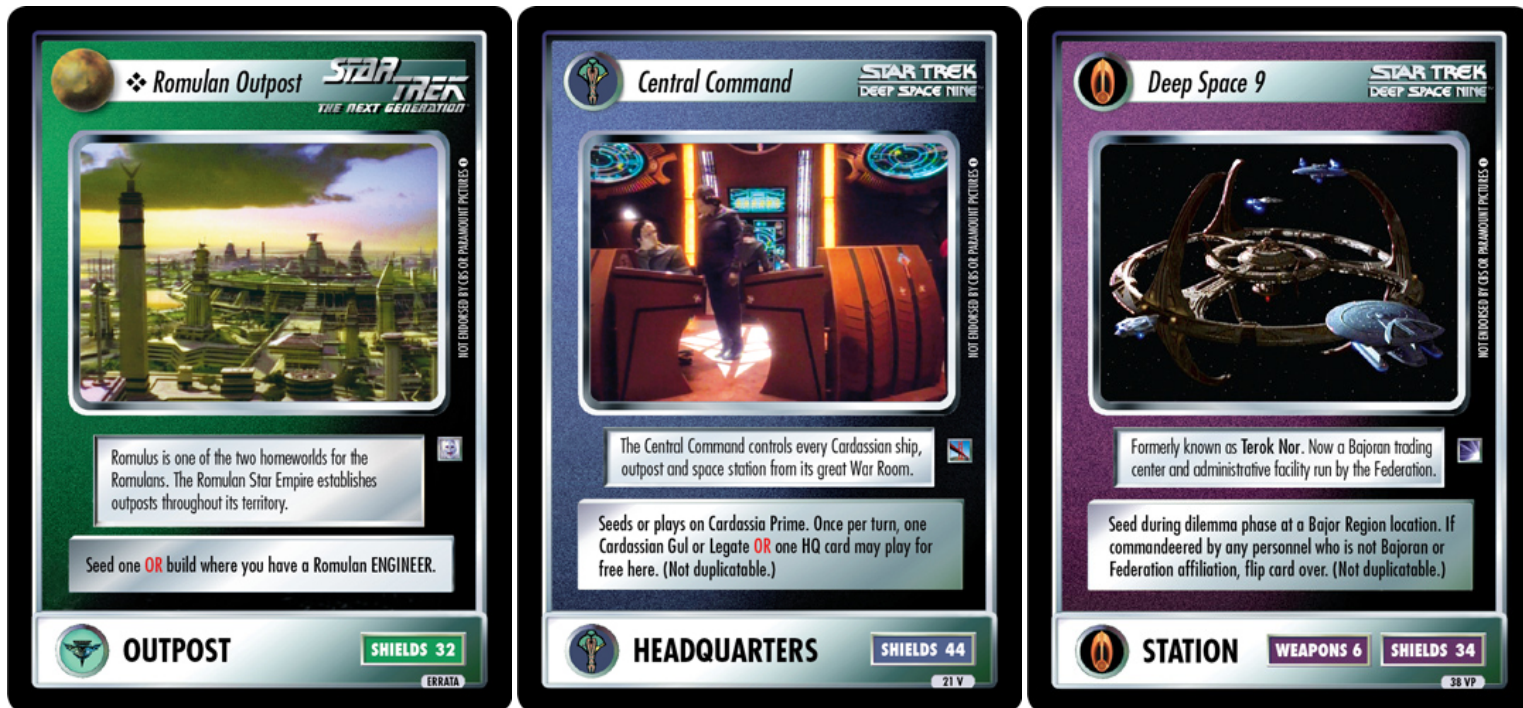 ❖ Romulan Outpost
STAR TREK
THE NEXT GENERATION
NOT ENDORSED BY CBS OR PARAMOUNT PICTURES
Romulus is one of the two homeworlds for the
Romulans. The Romulan Star Empire establishes
outposts throughout its territory.
Seed one OR build where you have a Romulan ENGINEER.
OUTPOST
SHIELDS 32
ERRATA
Central Command
STAR TREK
DEEP SPACE NINE
NOT ENDORSED BY CBS OR PARAMOUNT PICTURES
The Central Command controls every Cardassian ship,
outpost and space station from its great War Room.
Seeds or plays on Cardassia Prime. Once per turn, one
Cardassian Gul or Legate OR one HQ card may play for
free here. (Not duplicatable.)
HEADQUARTERS
SHIELDS 44
21 V
Deep Space 9
STAR TREK
DEEP SPACE NINE
NOT ENDORSED BY CBS OR PARAMOUNT PICTURES
Formerly known as Terok Nor. Now a Bajoran trading
center and administrative facility run by the Federation.
Seed during dilemma phase at a Bajor Region location. If
commandeered by any personnel who is not Bajoran or
Federation affiliation, flip card over. (Not duplicatable.)
STATION
WEAPONS 6
SHIELDS 34
38 VP